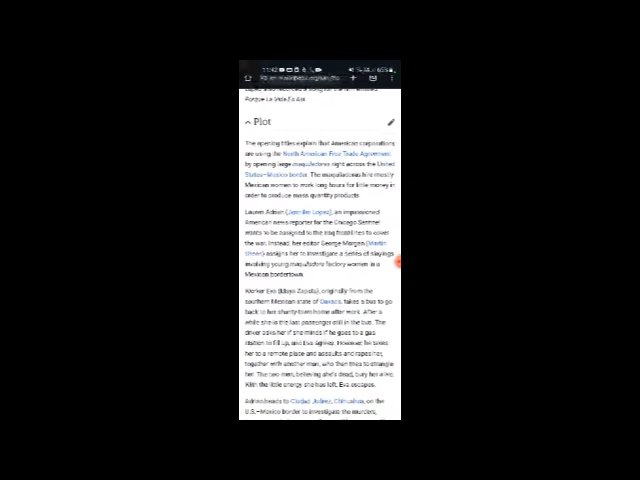 11:42
Porque La Vida Es Así.
Plot
The opening titles explain that American corporations
are using the North American Free Trade Agreement
by opening large maquiladoras right across the United
States–Mexico border. The maquiladoras hire mostly
Mexican women to work long hours for little money in
order to produce mass quantity products.
Lauren Adrian (Jennifer Lopez), an impassioned
American news reporter for the Chicago Sentinel
wants to be assigned to the Iraq front-lines to cover
the war. Instead, her editor George Morgan (Martin
Sheen) assigns her to investigate a series of slayings
involving young maquiladora factory women in a
Mexican bordertown.
Worker Eva (Maya Zapata), originally from the
southern Mexican state of Oaxaca, takes a bus to go
back to her shanty-town home after work. After a
while she is the last passenger still in the bus. The
driver asks her if she minds if he goes to a gas
station to fill up, and Eva agrees. However, he takes
her to a remote place and assaults and rapes her,
together with another man, who then tries to strangle
her. The two men, believing she's dead, bury her alive.
With the little energy she has left, Eva escapes.
Adrian heads to Ciudad Juárez, Chihuahua, on the
U.S.–Mexico border to investigate the murders,